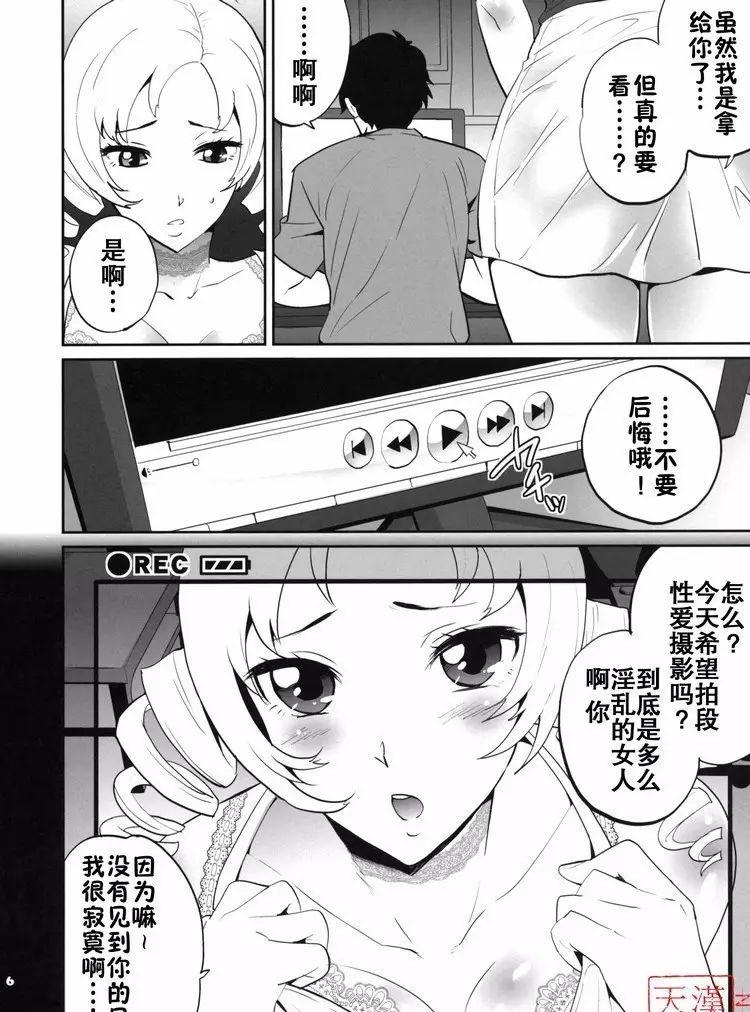 虽然我是拿
给你了…
但真的要
看……?
……啊啊
是啊…
……不要
后悔哦!
カチッ
●REC
怎么?
今天希望拍段
性爱摄影吗?
到底是多么
淫乱的女人
啊你
因为嘛~
没有见到你的
我很寂寞啊…
天漢
6